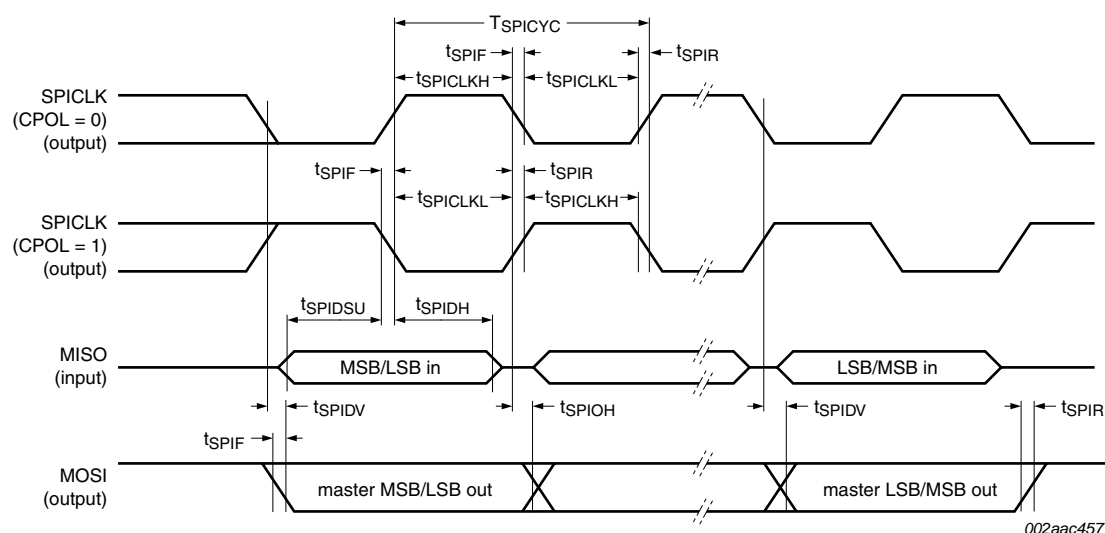 TSPICYC
tSPIF
tSPIR
tSPICLKH
tSPICLKL
SPICLK
(CPOL = 0)
(output)
tSPIF
tSPIR
tSPICLKL
tSPICLKH
SPICLK
(CPOL = 1)
(output)
tSPIDSU
tSPIDH
MISO
(input)
MSB/LSB in
LSB/MSB in
tSPIDV
tSPIOH
tSPIDV
tSPIR
tSPIF
MOSI
(output)
master MSB/LSB out
master LSB/MSB out
002aac457